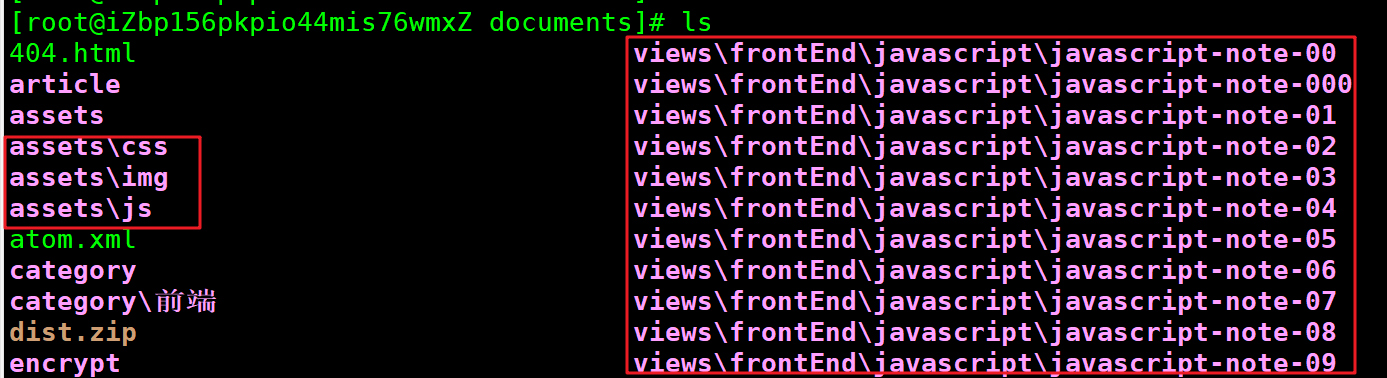 [root@iZbp156pkpio44mis76wmxZ documents]# ls
404.html views\frontEnd\javascript\javascript-note-00
article views\frontEnd\javascript\javascript-note-000
assets views\frontEnd\javascript\javascript-note-01
assets\css views\frontEnd\javascript\javascript-note-02
assets\img views\frontEnd\javascript\javascript-note-03
assets\js views\frontEnd\javascript\javascript-note-04
atom.xml views\frontEnd\javascript\javascript-note-05
category views\frontEnd\javascript\javascript-note-06
category\前端 views\frontEnd\javascript\javascript-note-07
dist.zip views\frontEnd\javascript\javascript-note-08
encrypt views\frontEnd\javascript\javascript-note-09